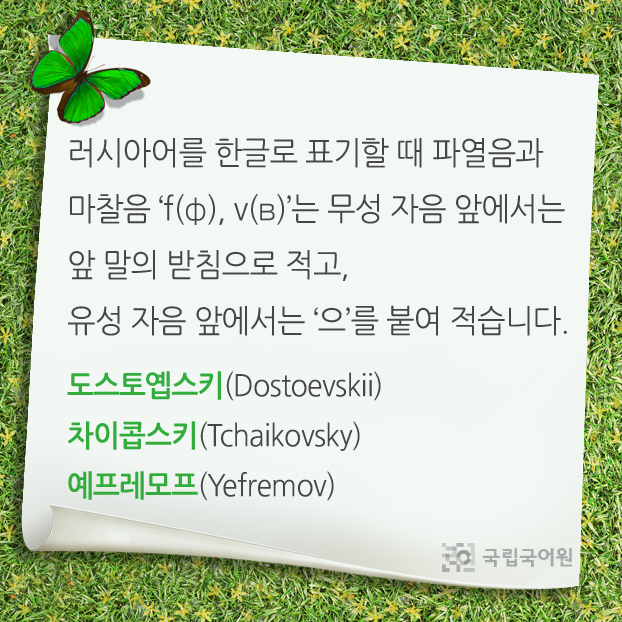 러시아어를 한글로 표기할 때 파열음과
마찰음 ‘f(ф), v(в)’는 무성 자음 앞에서는
앞 말의 받침으로 적고,
유성 자음 앞에서는 ‘으’를 붙여 적습니다.
도스토옙스키(Dostoevskii)
차이콥스키(Tchaikovsky)
예프레모프(Yefremov)
국립국어원